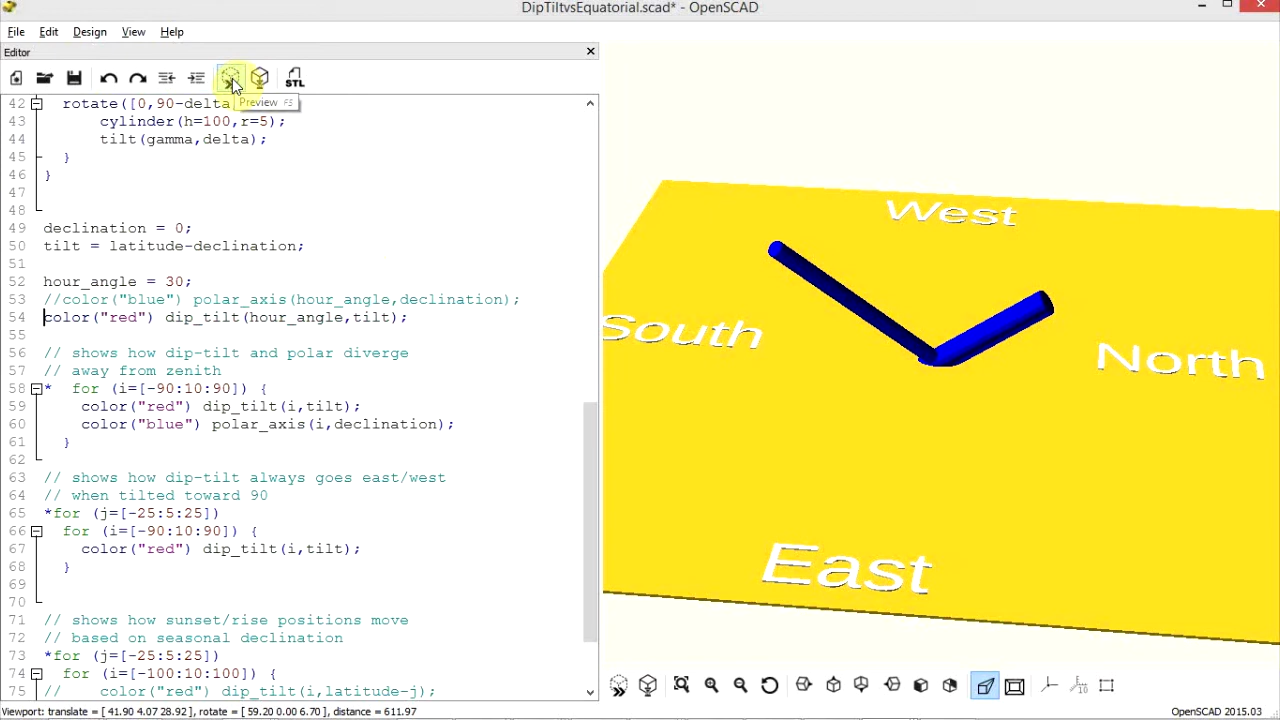 DipTiltvsEquatorial.scad* - OpenSCAD
File Edit Design View Help
Editor
STL
Preview F5
42 rotate([0,90-delta
43 cylinder(h=100,r=5);
44 tilt(gamma,delta);
45 }
46 }
47
48
49 declination = 0;
50 tilt = latitude-declination;
51
52 hour_angle = 30;
53 //color("blue") polar_axis(hour_angle,declination);
54 color("red") dip_tilt(hour_angle,tilt);
55
56 // shows how dip-tilt and polar diverge
57 // away from zenith
58 * for (i=[-90:10:90]) {
59 color("red") dip_tilt(i,tilt);
60 color("blue") polar_axis(i,declination);
61 }
62
63 // shows how dip-tilt always goes east/west
64 // when tilted toward 90
65 *for (j=[-25:5:25])
66 for (i=[-90:10:90]) {
67 color("red") dip_tilt(i,tilt);
68 }
69
70
71 // shows how sunset/rise positions move
72 // based on seasonal declination
73 *for (j=[-25:5:25])
74 for (i=[-100:10:100]) {
75 // color("red") dip_tilt(i,latitude-j);
West
South
North
East
10
Viewport: translate = [ 41.90 4.07 28.92 ], rotate = [ 59.20 0.00 6.70 ], distance = 611.97
OpenSCAD 2015.03